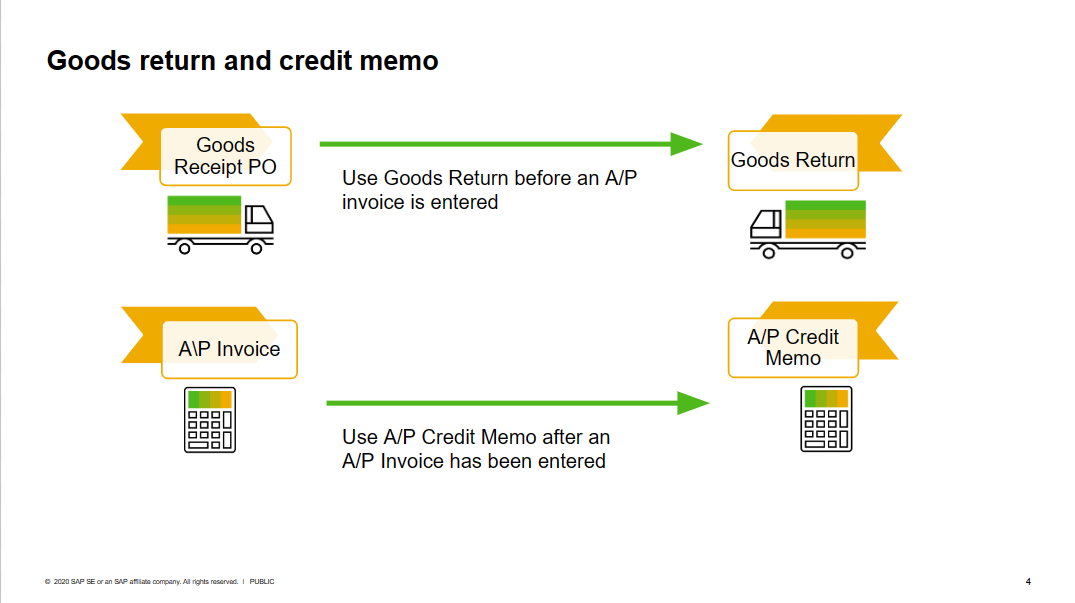 Goods return and credit memo
Goods
Receipt PO
Use Goods Return before an A/P
invoice is entered
Goods Return
A\P Invoice
Use A/P Credit Memo after an
A/P Invoice has been entered
A/P Credit
Memo
© 2020 SAP SE or an SAP affiliate company. All rights reserved. ǀ PUBLIC
4